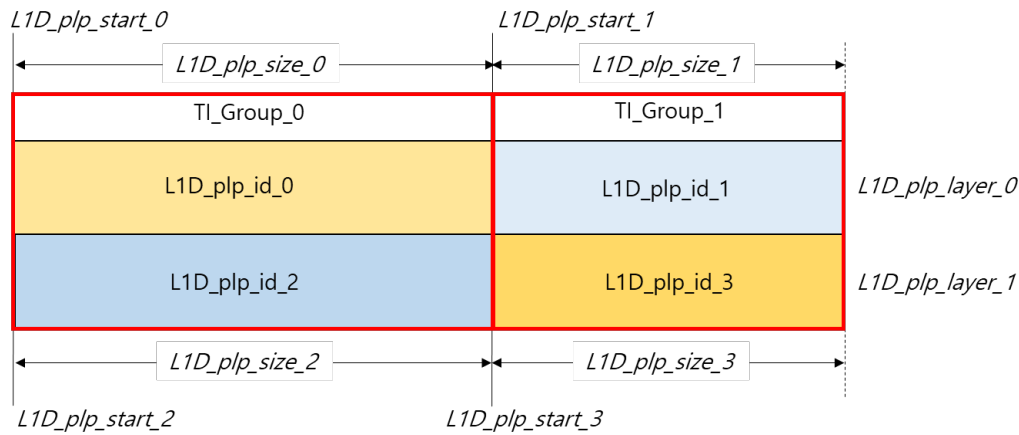 L1D_plp_start_0
L1D_plp_start_1
L1D_plp_size_0
L1D_plp_size_1
TI_Group_0
TI_Group_1
L1D_plp_id_0
L1D_plp_id_1
L1D_plp_layer_0
L1D_plp_id_2
L1D_plp_id_3
L1D_plp_layer_1
L1D_plp_size_2
L1D_plp_size_3
L1D_plp_start_2
L1D_plp_start_3